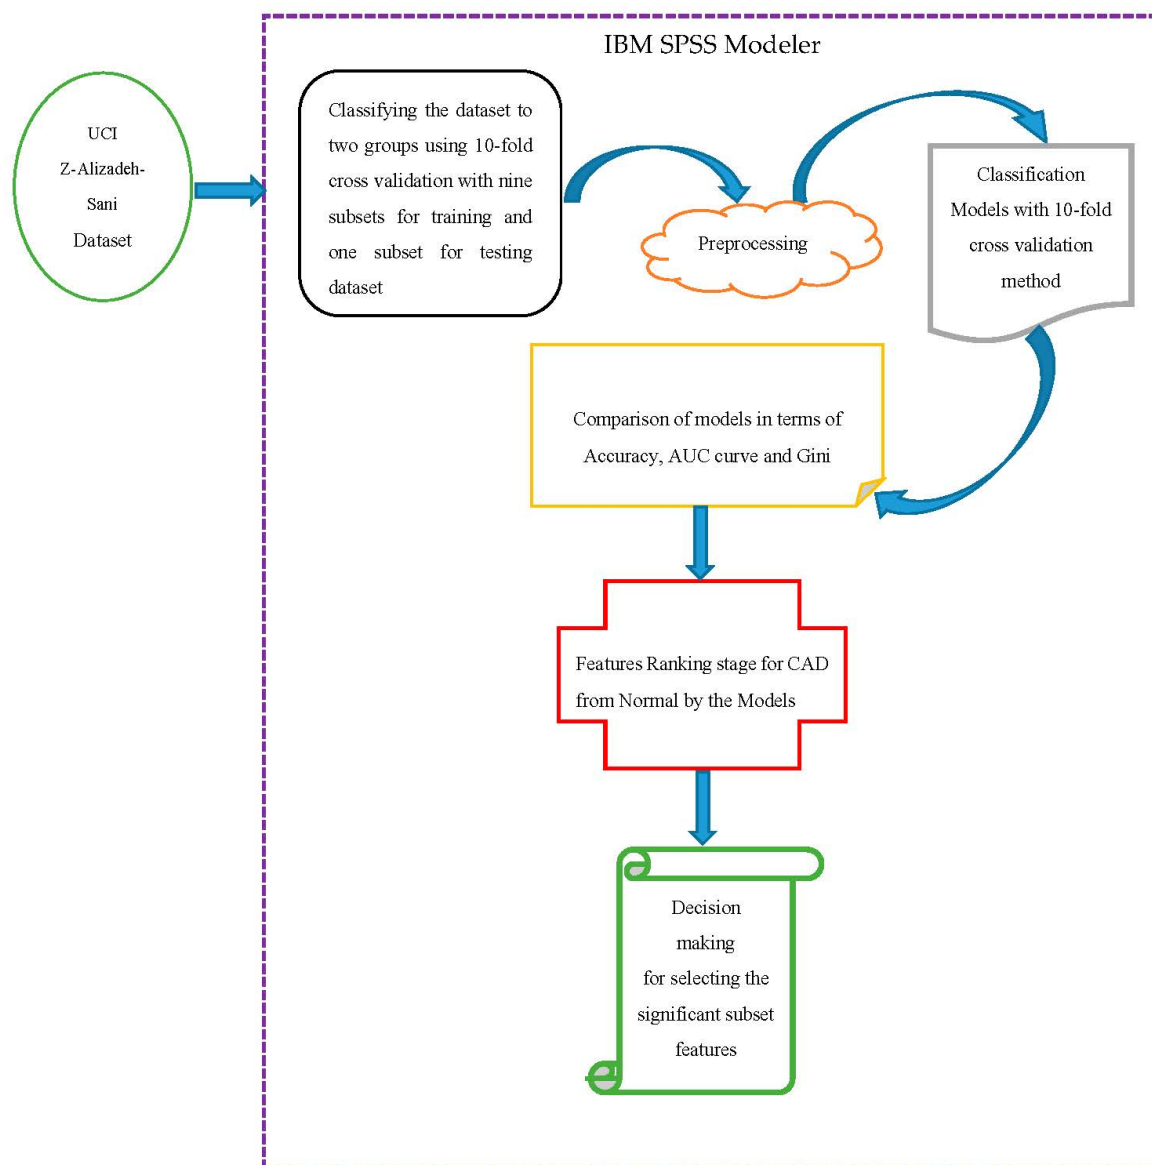 IBM SPSS Modeler
UCI
Z-Alizadeh-
Sani
Dataset
Classifying the dataset to
two groups using 10-fold
cross validation with nine
subsets for training and
one subset for testing
dataset
Preprocessing
Classification
Models with 10-fold
cross validation
method
Comparison of models in terms of
Accuracy, AUC curve and Gini
Features Ranking stage for CAD
from Normal by the Models
Decision
making
for selecting the
significant subset
features